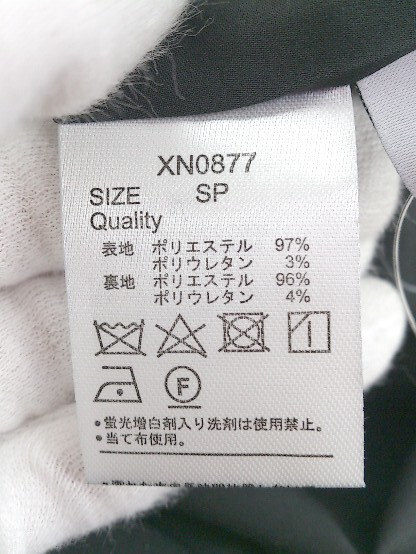 XN0877
SIZE SP
Quality
表地 ポリエステル 97%
ポリウレタン 3%
裏地 ポリエステル 96%
ポリウレタン 4%
F
•蛍光増白剤入り洗剤は使用禁止。
•当て布使用。